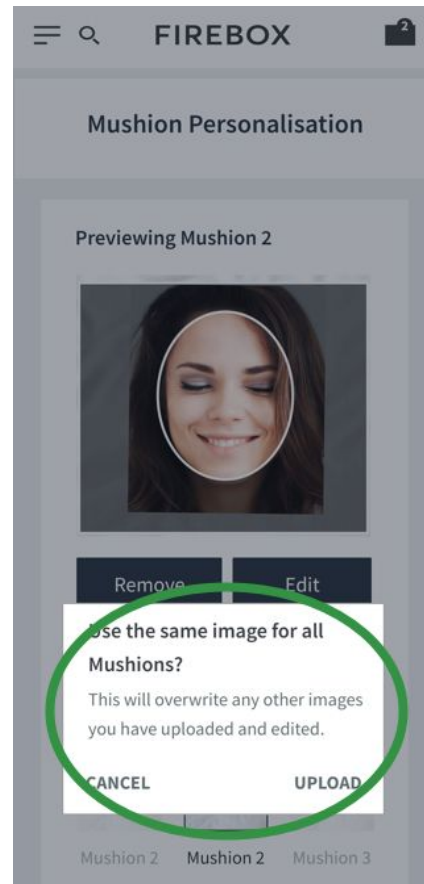 FIREBOX
2
Mushion Personalisation
Previewing Mushion 2
Remove
Edit
Use the same image for all
Mushions?
This will overwrite any other images
you have uploaded and edited.
CANCEL
UPLOAD
Mushion 2
Mushion 2
Mushion 3